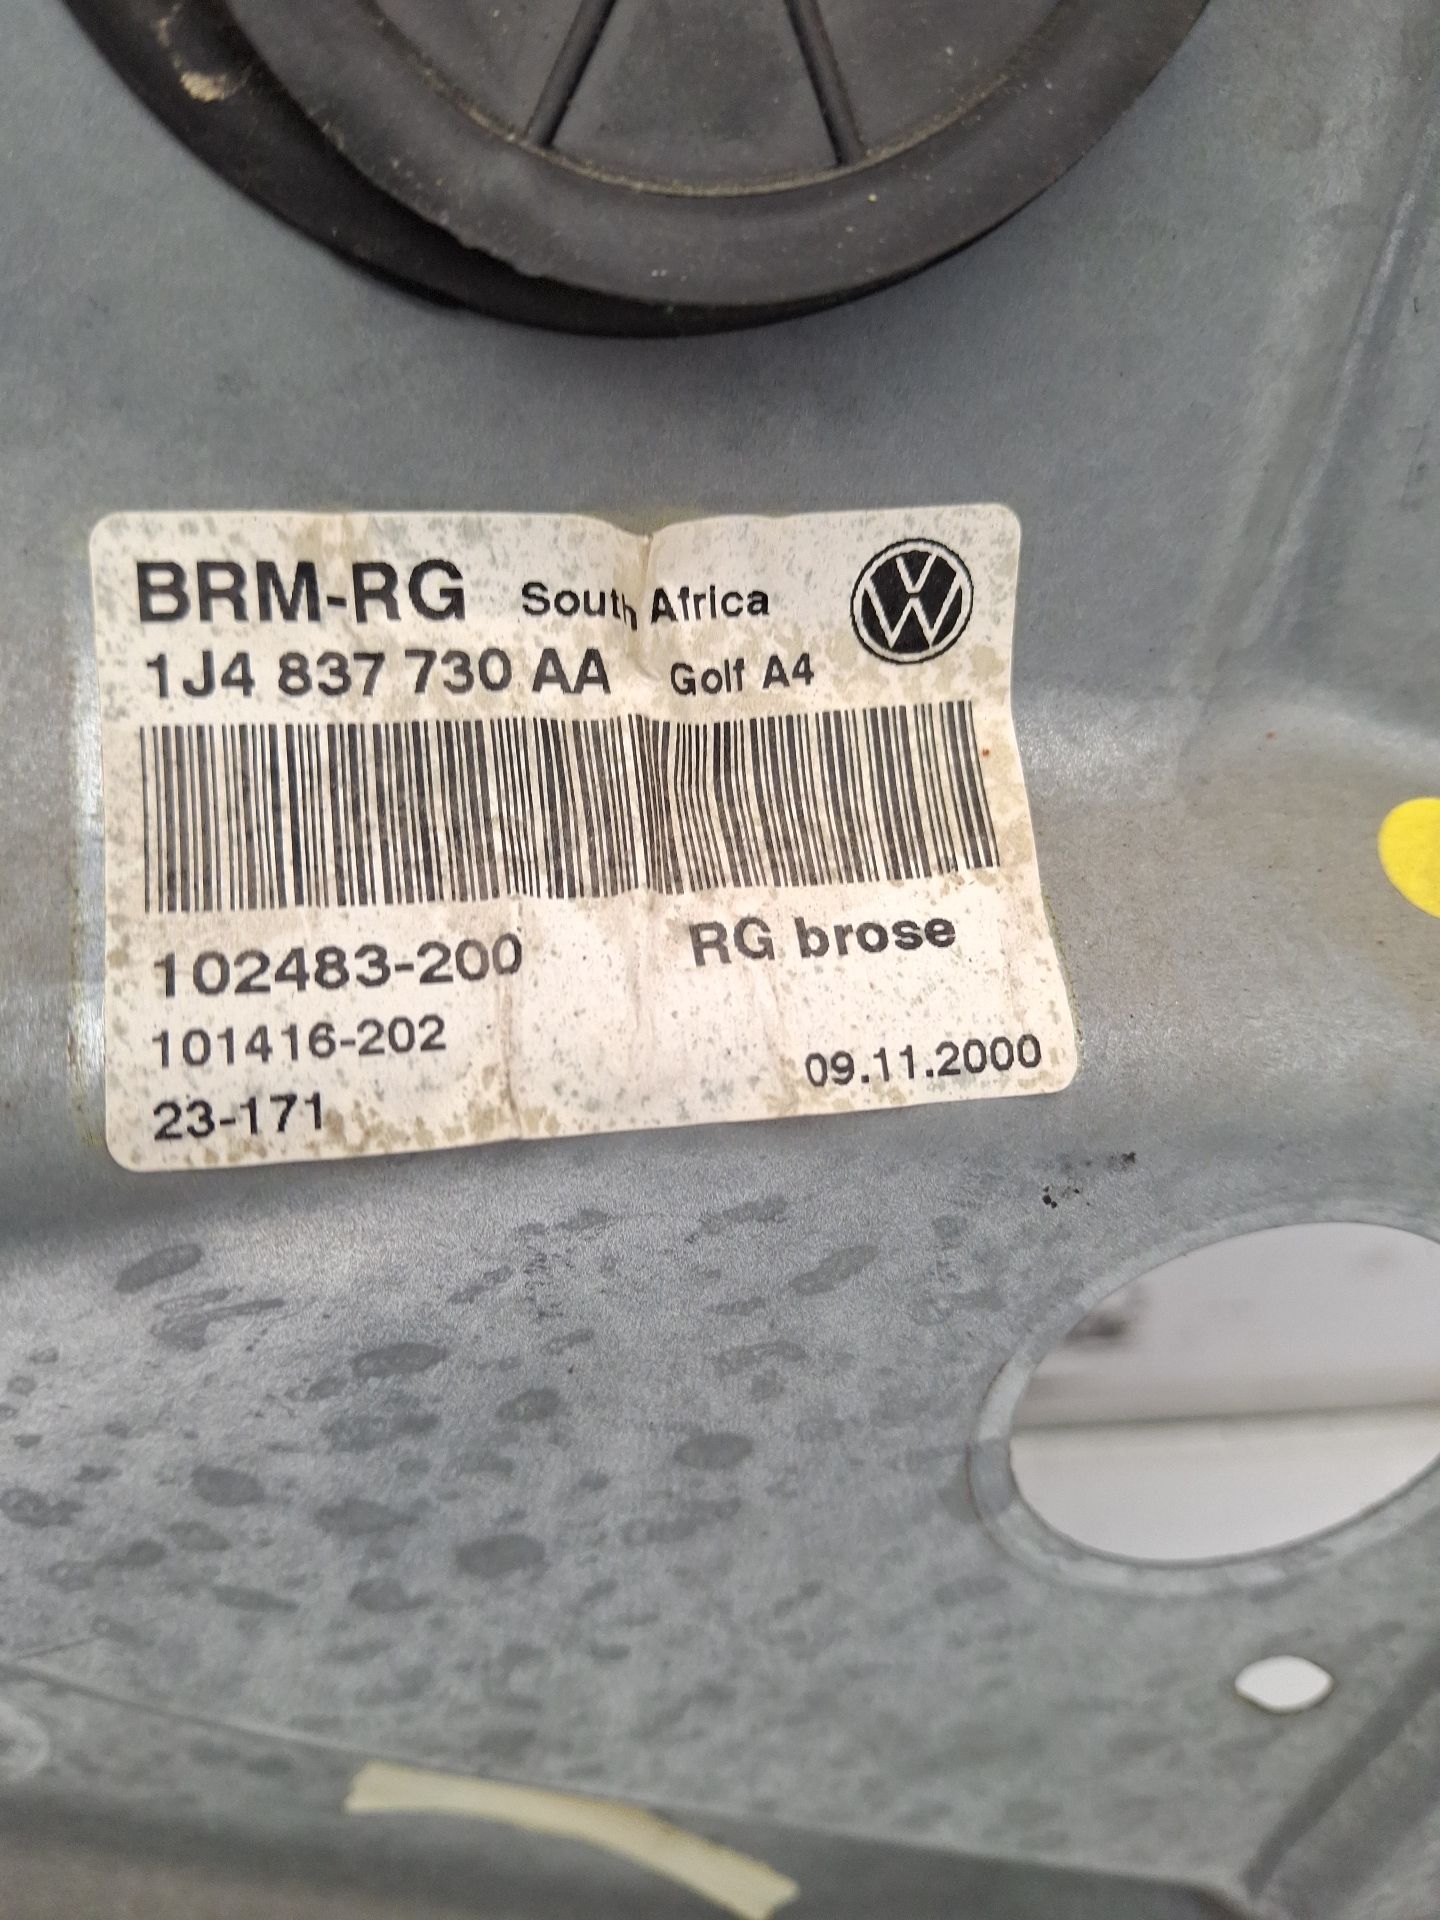 BRM-RG South Africa
1J4 837 730 AA Golf A4
102483-200 RG brose
101416-202
09.11.2000
23-171